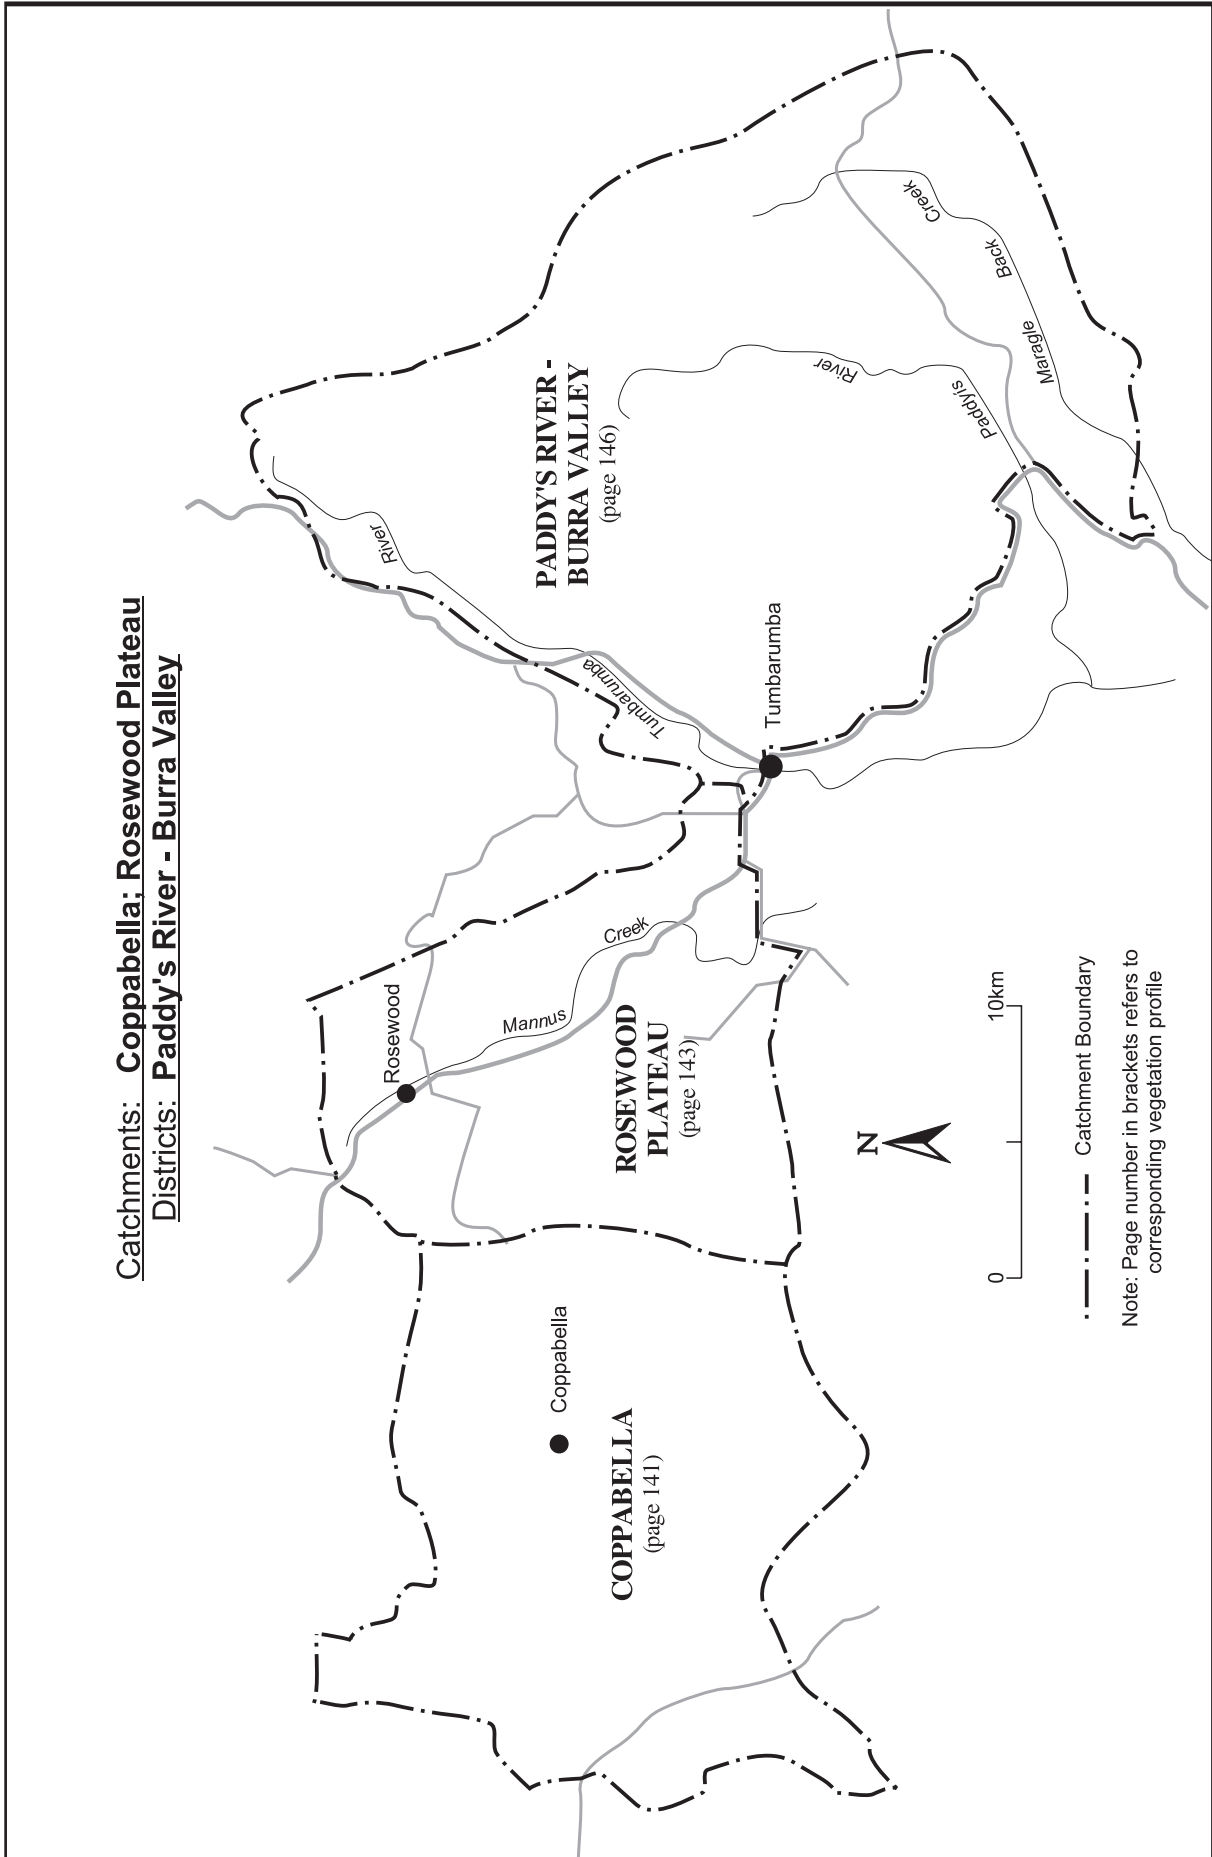 Catchments: Coppabella; Rosewood Plateau
Districts: Paddy's River - Burra Valley
Rosewood
Mannus
Creek
ROSEWOOD
PLATEAU
(page 143)
Coppabella
COPPABELLA
(page 141)
River
Tumbarumba
Tumbarumba
PADDY'S RIVER -
BURRA VALLEY
(page 146)
River
Paddyis
Creek
Back
Maragle
N
0
10km
Catchment Boundary
Note: Page number in brackets refers to
corresponding vegetation profile